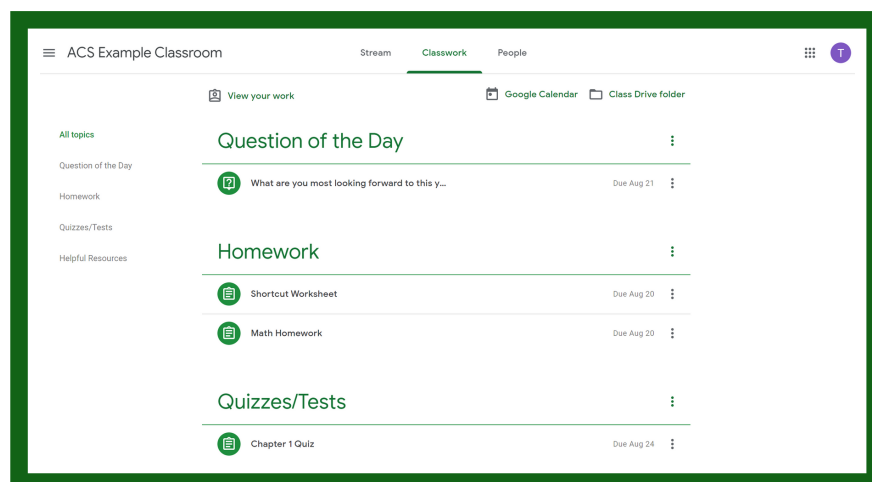 ACS Example Classroom
Stream
Classwork
People
T
View your work
Google Calendar
Class Drive folder
All topics
Question of the Day
Homework
Quizzes/Tests
Helpful Resources
Question of the Day
What are you most looking forward to this y...
Due Aug 21
Homework
Shortcut Worksheet
Due Aug 20
Math Homework
Due Aug 20
Quizzes/Tests
Chapter 1 Quiz
Due Aug 24